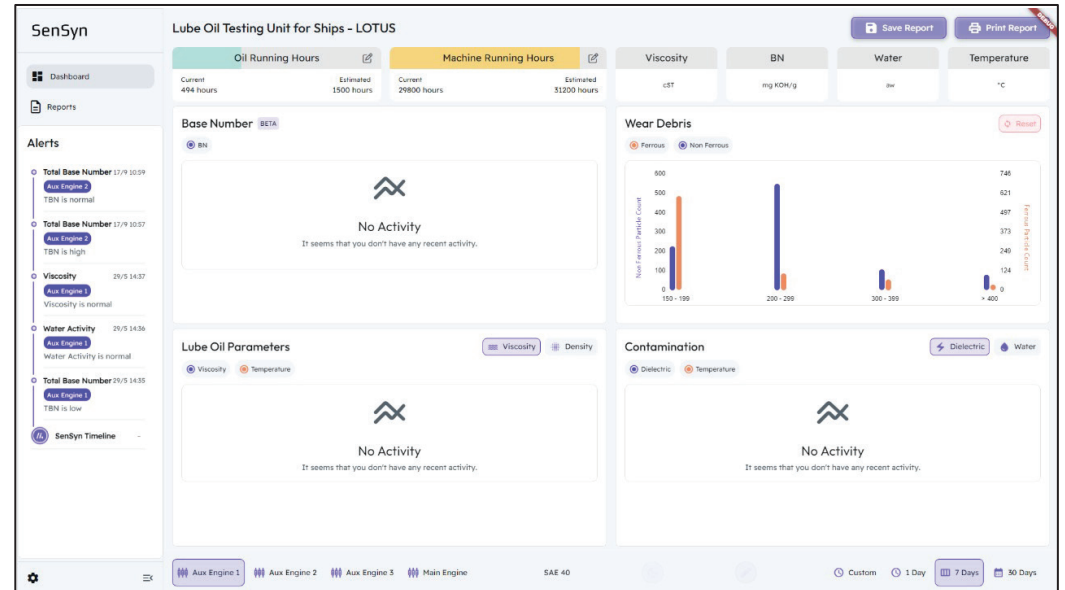 SenSyn
Dashboard
Reports
Alerts
Total Base Number 17/9 10:59
Aux Engine 2
TBN is normal
Total Base Number 17/9 10:57
Aux Engine 2
TBN is high
Viscosity 29/5 14:37
Aux Engine 1
Viscosity is normal
Water Activity 29/5 14:36
Aux Engine 1
Water Activity is normal
Total Base Number 29/5 14:35
Aux Engine 1
TBN is low
SenSyn Timeline -
Lube Oil Testing Unit for Ships - LOTUS
Save Report
Print Report
Oil Running Hours
Current Estimated
494 hours 1500 hours
Machine Running Hours
Current Estimated
29800 hours 31200 hours
Viscosity
cST
BN
mg KOH/g
Water
aw
Temperature
°C
Base Number BETA
BN
No Activity
It seems that you don't have any recent activity.
Wear Debris
Reset
Ferrous Non Ferrous
Non Ferrous Particle Count
600
500
400
300
200
100
0
746
621
497
373
249
124
0
Ferrous Particle Count
150 - 199 200 - 299 300 - 399 > 400
Lube Oil Parameters
Viscosity Density
Viscosity Temperature
No Activity
It seems that you don't have any recent activity.
Contamination
Dielectric Water
Dielectric Temperature
No Activity
It seems that you don't have any recent activity.
Aux Engine 1 Aux Engine 2 Aux Engine 3 Main Engine SAE 40 Custom 1 Day 7 Days 30 Days